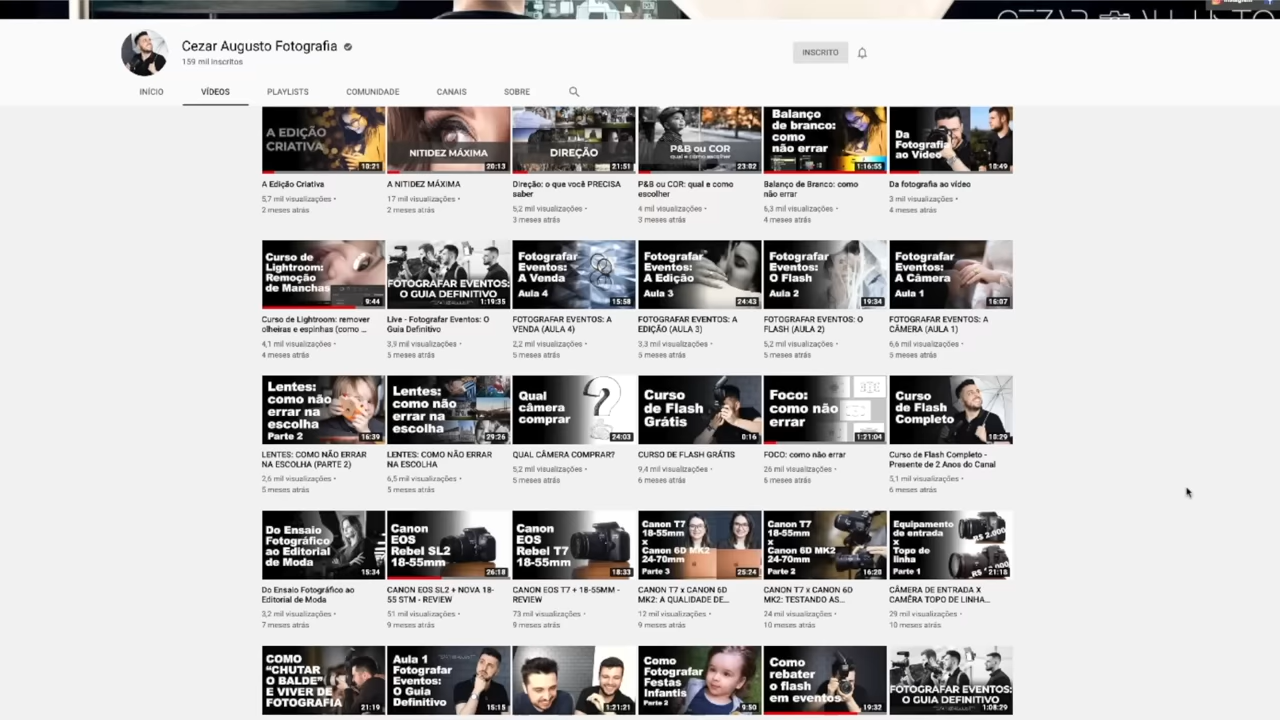 Instagram
CEZAR AUGUSTO
Cezar Augusto Fotografia
159 mil inscritos
INSCRITO
INÍCIO VÍDEOS PLAYLISTS COMUNIDADE CANAIS SOBRE
A EDIÇÃO
CRIATIVA
10:21
NITIDEZ MÁXIMA
20:13
DIREÇÃO
21:51
P&B ou COR
qual e como escolher
23:02
Balanço
de branco:
como
não errar
1:16:55
Da
Fotografia
ao Vídeo
10:49
A Edição Criativa
5,7 mil visualizações •
2 meses atrás
A NITIDEZ MÁXIMA
17 mil visualizações •
2 meses atrás
Direção: o que você PRECISA
saber
6,2 mil visualizações •
3 meses atrás
P&B ou COR: qual e como
escolher
4 mil visualizações •
3 meses atrás
Balanço de Branco: como
não errar
6,3 mil visualizações •
4 meses atrás
Da fotografia ao vídeo
3 mil visualizações •
4 meses atrás
Curso de
Lightroom:
Remoção
de Manchas
9:44
FOTOGRAFAR EVENTOS:
O GUIA DEFINITIVO
1:19:35
Fotografar
Eventos:
A Venda
Aula 4
15:58
Fotografar
Eventos:
A Edição
Aula 3
24:43
Fotografar
Eventos:
O Flash
Aula 2
19:34
Fotografar
Eventos:
A Câmera
Aula 1
16:07
Curso de Lightroom: remover
olheiras e espinhas (como ...
4,1 mil visualizações •
4 meses atrás
Live - Fotografar Eventos: O
Guia Definitivo
3,9 mil visualizações •
5 meses atrás
FOTOGRAFAR EVENTOS: A
VENDA (AULA 4)
2,2 mil visualizações •
5 meses atrás
FOTOGRAFAR EVENTOS: A
EDIÇÃO (AULA 3)
3,3 mil visualizações •
5 meses atrás
FOTOGRAFAR EVENTOS: O
FLASH (AULA 2)
5,2 mil visualizações •
5 meses atrás
FOTOGRAFAR EVENTOS: A
CÂMERA (AULA 1)
6,6 mil visualizações •
5 meses atrás
Lentes:
como não
errar na
escolha
Parte 2
16:39
Lentes:
como não
errar na
escolha
29:26
Qual
câmera
comprar
?
24:03
Curso
de Flash
Grátis
0:16
Foco:
como não
errar
1:21:04
Curso
de Flash
Completo
10:29
LENTES: COMO NÃO ERRAR
NA ESCOLHA (PARTE 2)
2,6 mil visualizações •
5 meses atrás
LENTES: COMO NÃO ERRAR
NA ESCOLHA
6,5 mil visualizações •
5 meses atrás
QUAL CÂMERA COMPRAR?
5,2 mil visualizações •
5 meses atrás
CURSO DE FLASH GRÁTIS
9,4 mil visualizações •
6 meses atrás
FOCO: como não errar
26 mil visualizações •
6 meses atrás
Curso de Flash Completo -
Presente de 2 Anos do Canal
5,1 mil visualizações •
6 meses atrás
Do Ensaio
Fotográfico
ao Editorial
de Moda
15:34
Canon
EOS
Rebel SL2
18-55mm
26:18
Canon
EOS
Rebel T7
18-55mm
18:33
Canon T7
18-55mm
x
Canon 6D MK2
24-70mm
Parte 3
25:24
Canon T7
18-55mm
x
Canon 6D MK2
24-70mm
Parte 2
16:20
Equipamento
de entrada
x
Topo de
linha
Parte 1
R$ 2.000
21:18
Do Ensaio Fotográfico ao
Editorial de Moda
3,2 mil visualizações •
7 meses atrás
CANON EOS SL2 + NOVA 18-
55 STM - REVIEW
51 mil visualizações •
9 meses atrás
CANON EOS T7 + 18-55MM -
REVIEW
73 mil visualizações •
9 meses atrás
CANON T7 x CANON 6D
MK2: A QUALIDADE DE...
12 mil visualizações •
9 meses atrás
CANON T7 x CANON 6D
MK2: TESTANDO AS...
24 mil visualizações •
10 meses atrás
CÂMERA DE ENTRADA X
CAMÊRA TOPO DE LINHA...
29 mil visualizações •
10 meses atrás
COMO
"CHUTAR
O BALDE"
E VIVER DE
FOTOGRAFIA
21:19
Aula 1
Fotografar
Eventos:
O Guia
Definitivo
15:15
1:21:21
Como
Fotografar
Festas
Infantis
Parte 2
9:50
Como
rebater
o flash
em eventos
19:32
FOTOGRAFAR EVENTOS:
O GUIA DEFINITIVO
1:08:29